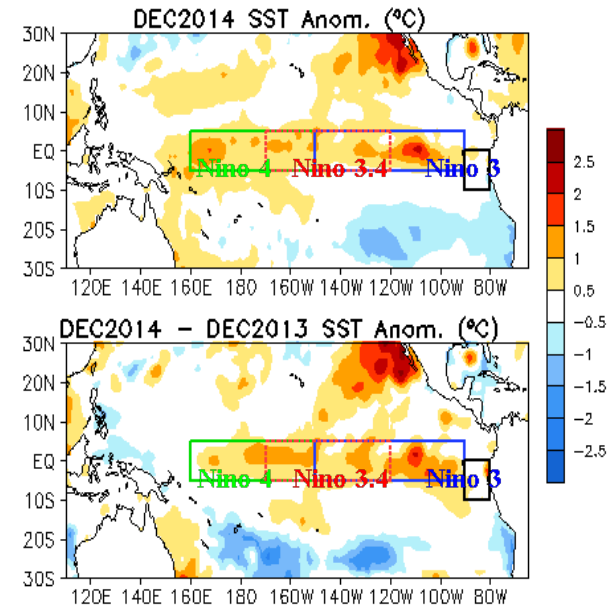 DEC2014 SST Anom. (ºC)
30N
20N
10N
EQ
10S
20S
30S
Nino 4
Nino 3.4
Nino 3
120E 140E 160E 180 160W 140W 120W 100W 80W
DEC2014 – DEC2013 SST Anom. (ºC)
30N
20N
10N
EQ
10S
20S
30S
Nino 4
Nino 3.4
Nino 3
120E 140E 160E 180 160W 140W 120W 100W 80W
2.5
2
1.5
1
0.5
-0.5
-1
-1.5
-2
-2.5